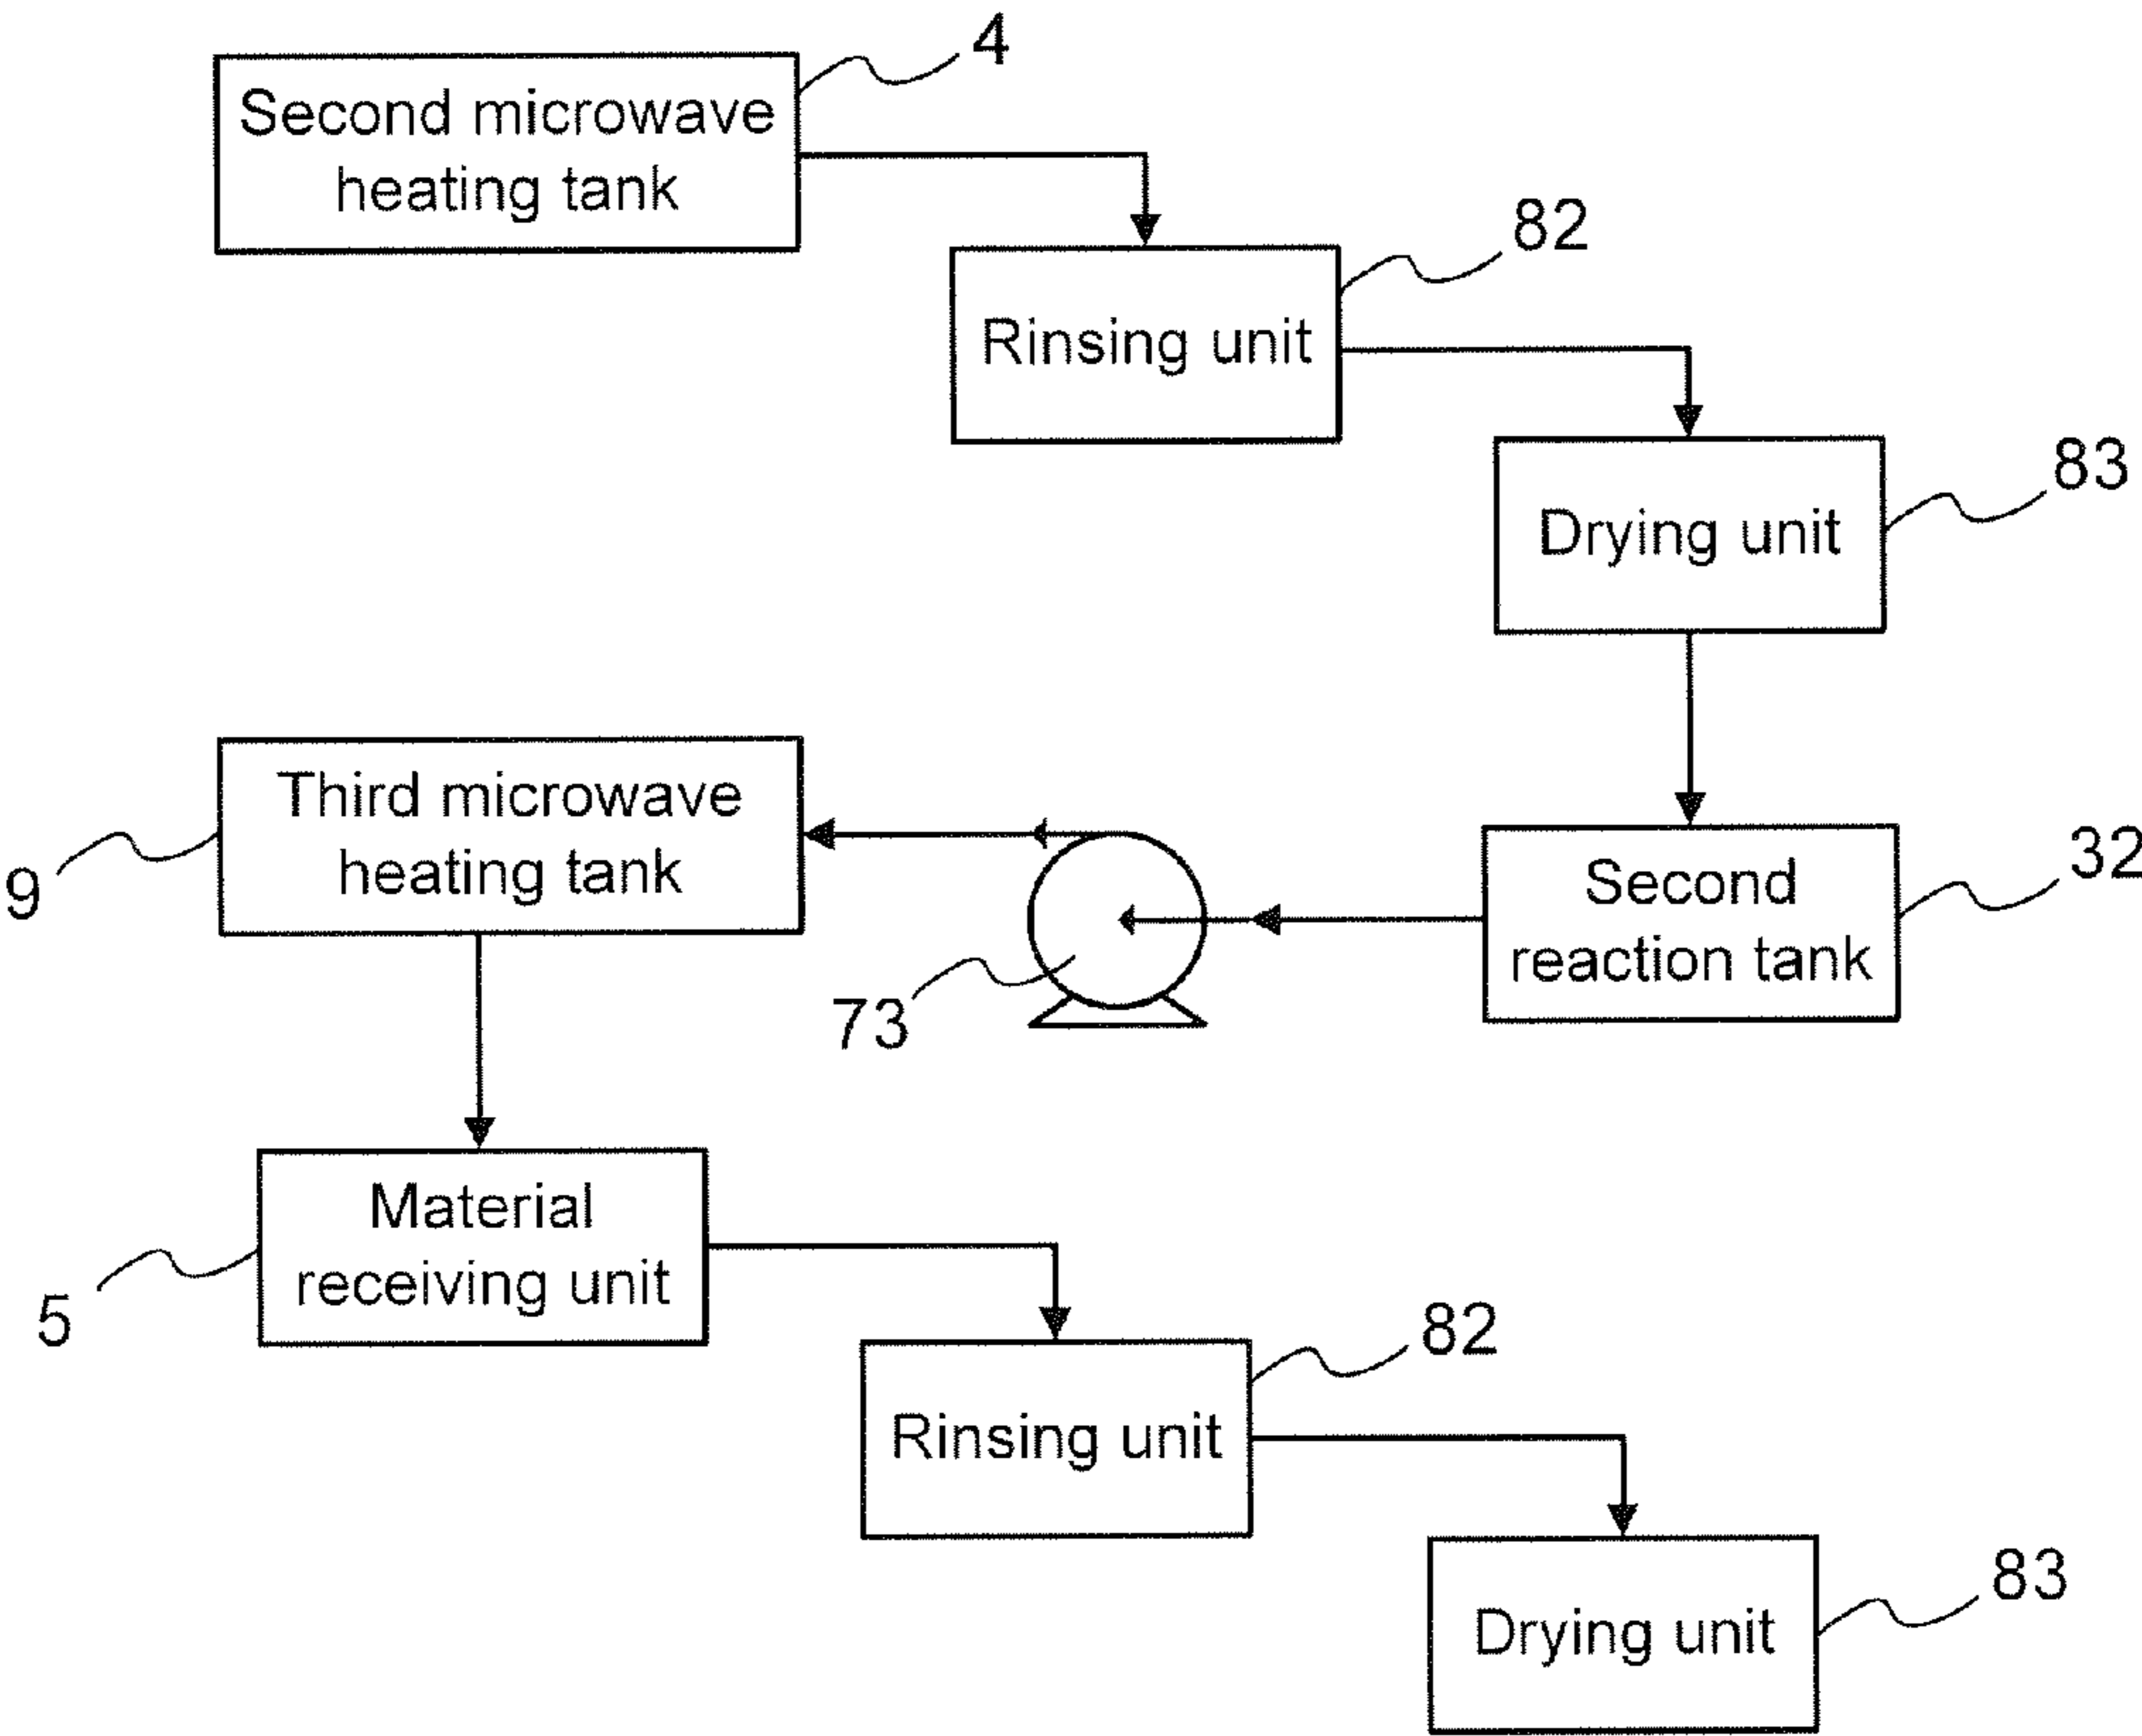 4
Second microwave
heating tank
82
Rinsing unit
83
Drying unit
Third microwave
heating tank
9
32
Second
reaction tank
73
Material
receiving unit
5
82
Rinsing unit
83
Drying unit